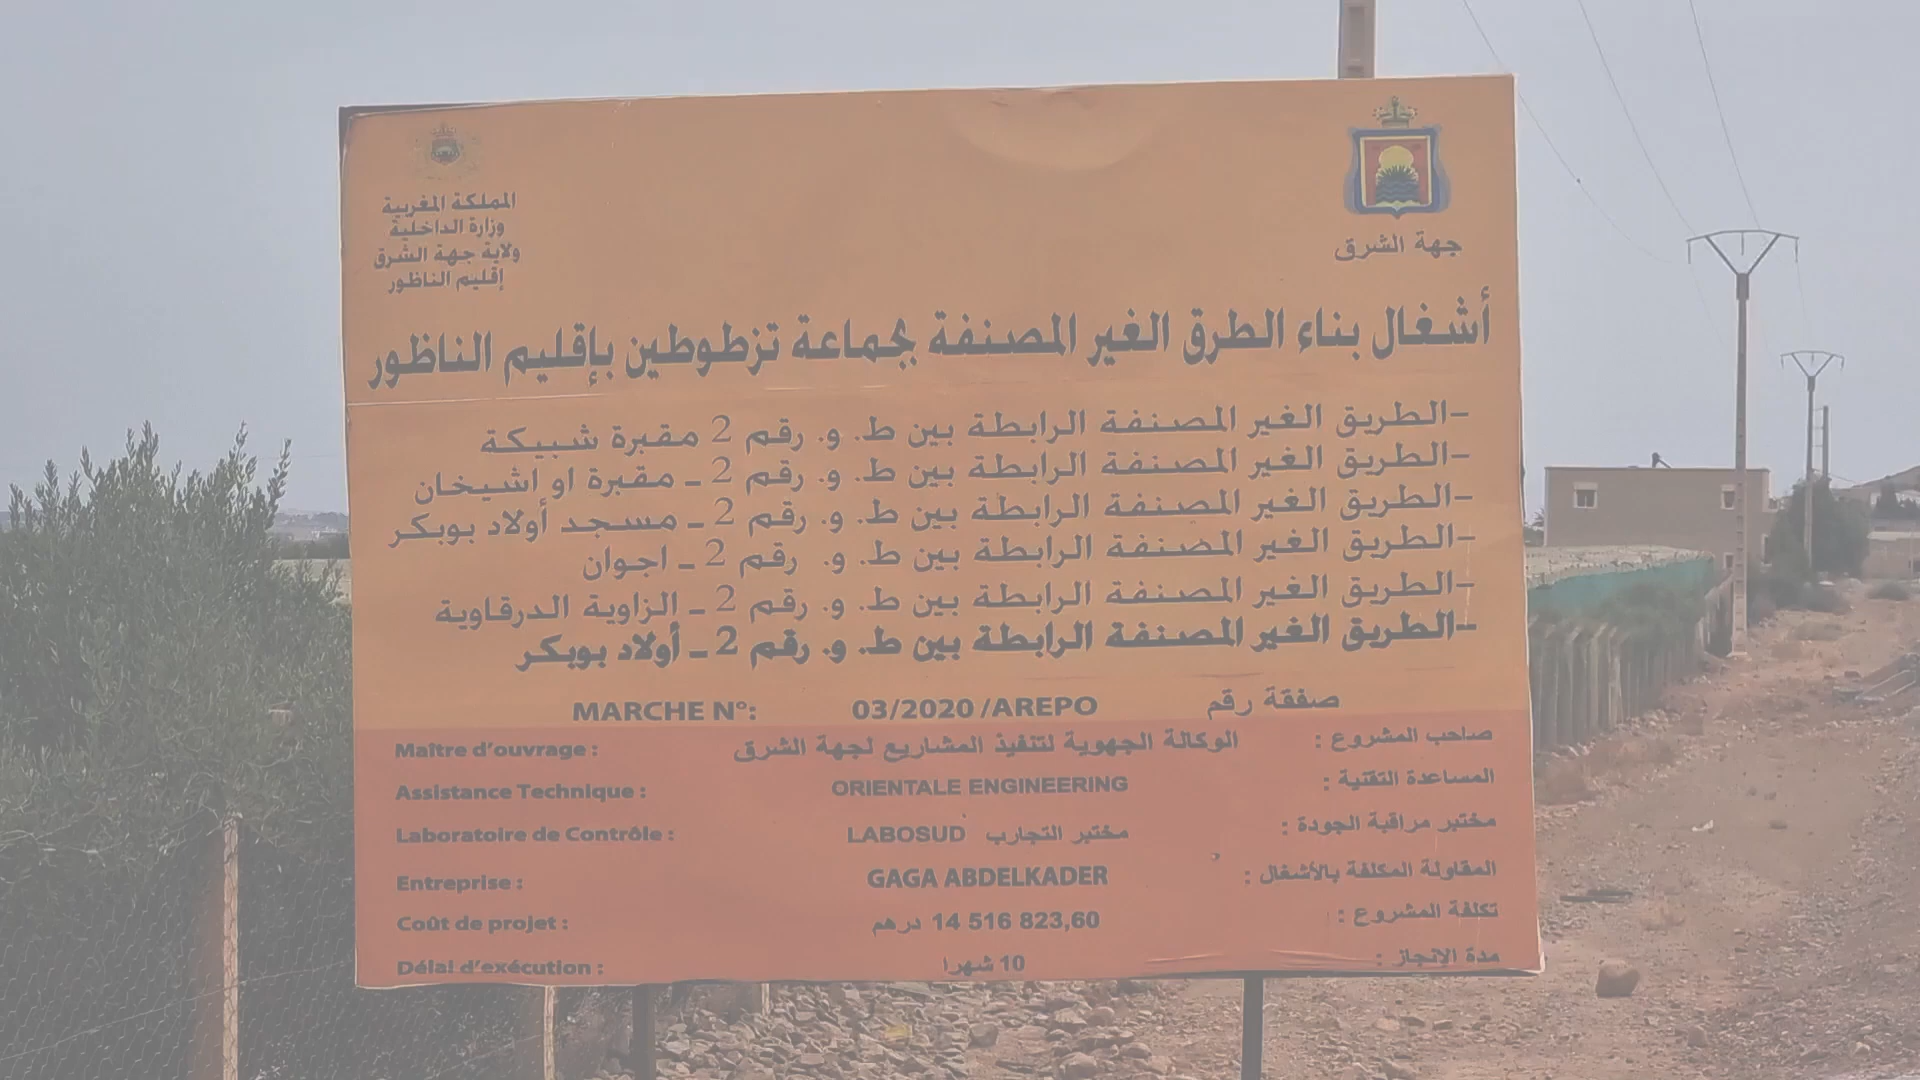 المملكة المغربية
وزارة الداخلية
ولاية جهة الشرق
إقليم الناظور
جهة الشرق
أشغال بناء الطرق الغير المصنفة بجماعة تزطوطين بإقليم الناظور
-الطريق الغير المصنفة الرابطة بين ط. و. رقم 2 مقبرة شبيكة
-الطريق الغير المصنفة الرابطة بين ط. و. رقم 2 - مقبرة او اشيخان
-الطريق الغير المصنفة الرابطة بين ط. و. رقم 2 - مسجد أولاد بوبكر
-الطريق الغير المصنفة الرابطة بين ط. و. رقم 2 - اجوان
-الطريق الغير المصنفة الرابطة بين ط. و. رقم 2 - الزاوية الدرقاوية
-الطريق الغير المصنفة الرابطة بين ط. و. رقم 2 - أولاد بوبكر
MARCHE N°: 03/2020 /AREPO صفقة رقم
Maître d'ouvrage : الوكالة الجهوية لتنفيذ المشاريع لجهة الشرق صاحب المشروع :
Assistance Technique : ORIENTALE ENGINEERING المساعدة التقنية :
Laboratoire de Contrôle : LABOSUD مختبر التجارب مختبر مراقبة الجودة :
Entreprise : GAGA ABDELKADER المقاولة المكلفة بالأشغال :
Coût de projet : 14 516 823,60 درهم تكلفة المشروع :
Délai d'exécution : 10 شهرا مدة الإنجاز :